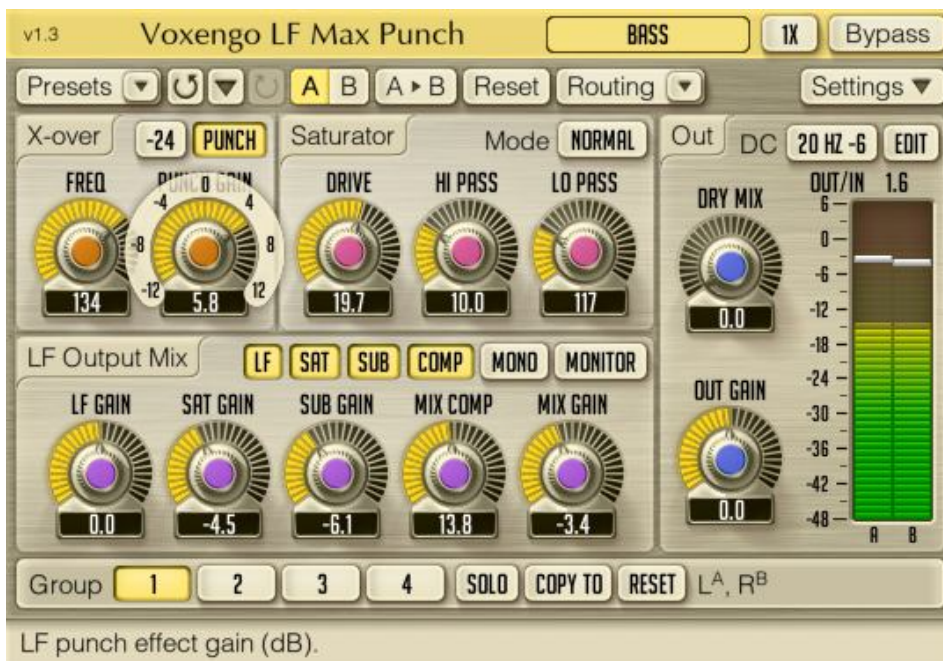 v1.3 Voxengo LF Max Punch BASS 1X Bypass
Presets A B A▸B Reset Routing Settings
X-over -24 PUNCH Saturator Mode NORMAL Out DC 20 HZ -6 EDIT
FREQ PUNCH GAIN DRIVE HI PASS LO PASS DRY MIX OUT/IN 1.6
-12 -8 -4 0 4 8 12
134 5.8 19.7 10.0 117 0.0
6
0
-6
-12
-18
-24
-30
-36
-42
-48
A B
LF Output Mix LF SAT SUB COMP MONO MONITOR
LF GAIN SAT GAIN SUB GAIN MIX COMP MIX GAIN OUT GAIN
0.0 -4.5 -6.1 13.8 -3.4 0.0
Group 1 2 3 4 SOLO COPY TO RESET Lᴬ, Rᴮ
LF punch effect gain (dB).